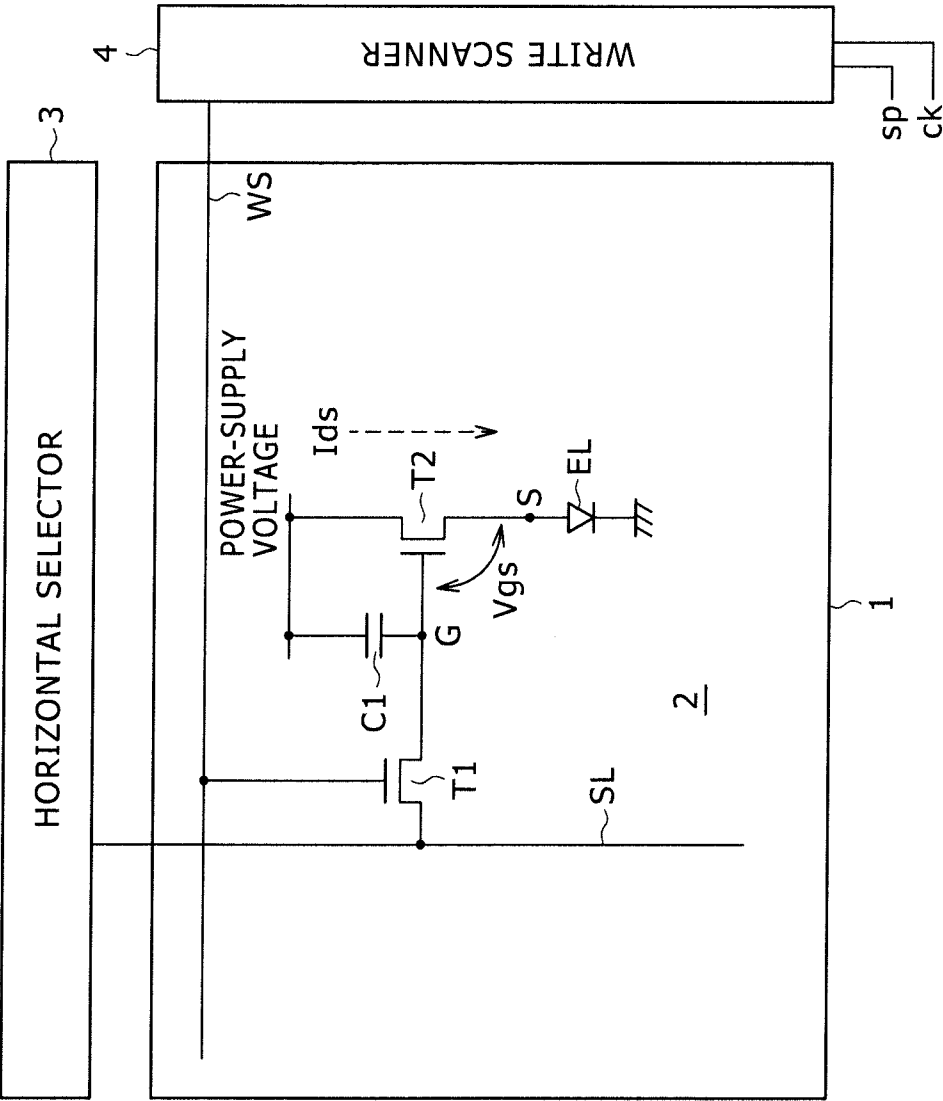 4
WRITE SCANNER
sp
ck
3
HORIZONTAL SELECTOR
WS
POWER-SUPPLY
VOLTAGE
Ids
T2
S
EL
Vgs
G
C1
T1
SL
2
1